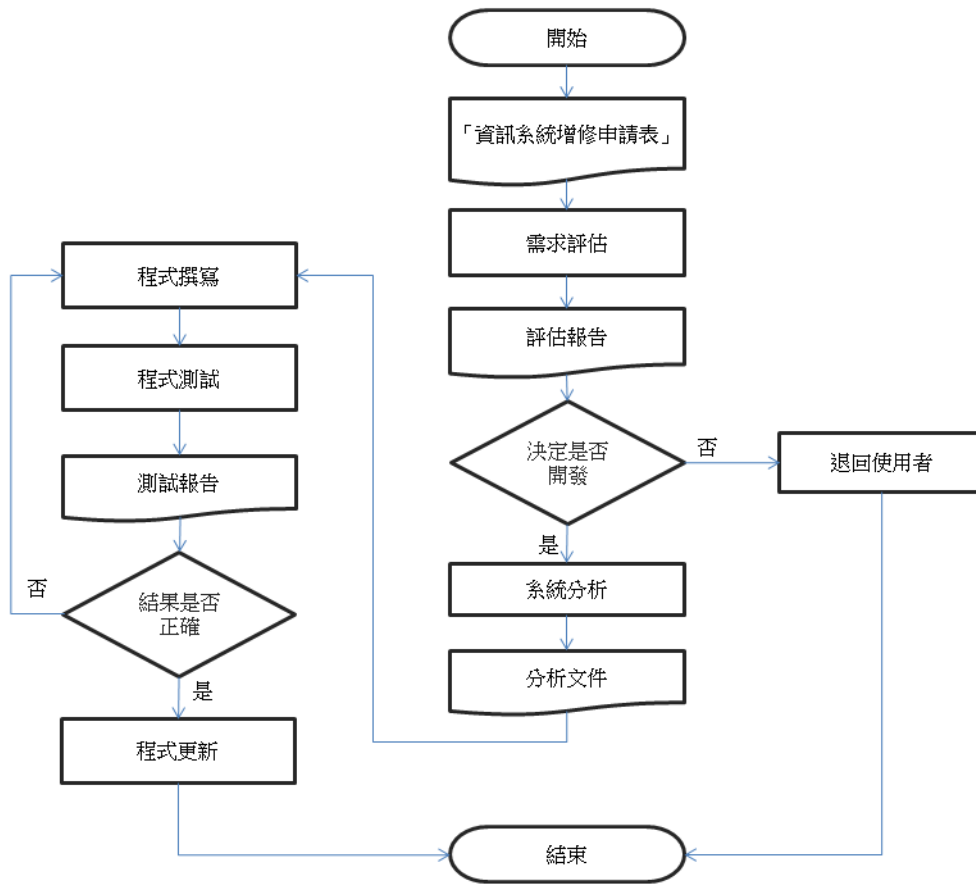 開始
「資訊系統增修申請表」
需求評估
評估報告
決定是否
開發
否
退回使用者
是
系統分析
分析文件
程式撰寫
程式測試
測試報告
結果是否
正確
否
是
程式更新
結束